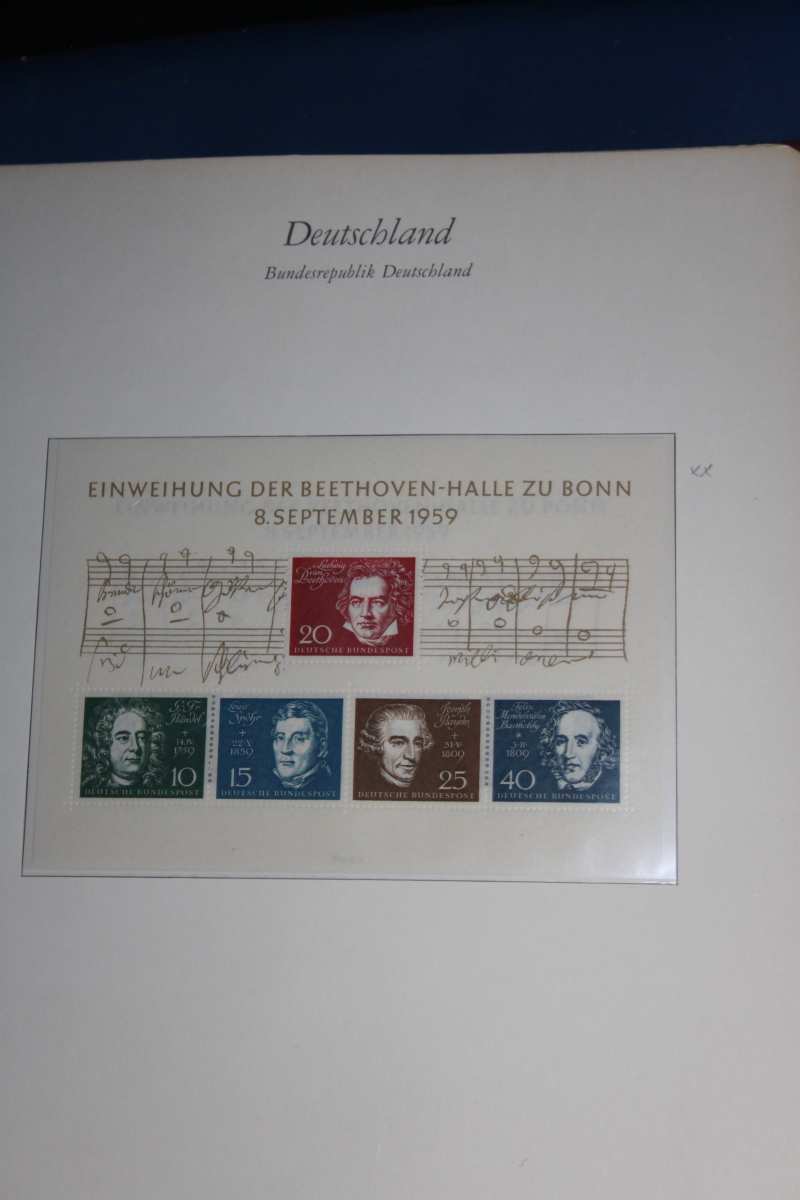 Deutschland
Bundesrepublik Deutschland
xx
EINWEIHUNG DER BEETHOVEN-HALLE ZU BONN
8. SEPTEMBER 1959
Ludwig
van
Beethoven
20
DEUTSCHE BUNDESPOST
G. F.
Händel
+
14·IV.
1759
10
DEUTSCHE BUNDESPOST
Louis
Spohr
+
22·X·
1859
15
DEUTSCHE BUNDESPOST
Joseph
Haydn
+
31·V·
1809
25
DEUTSCHE BUNDESPOST
Felix
Mendelssohn
Bartholdy
*
3·II·
1809
40
DEUTSCHE BUNDESPOST